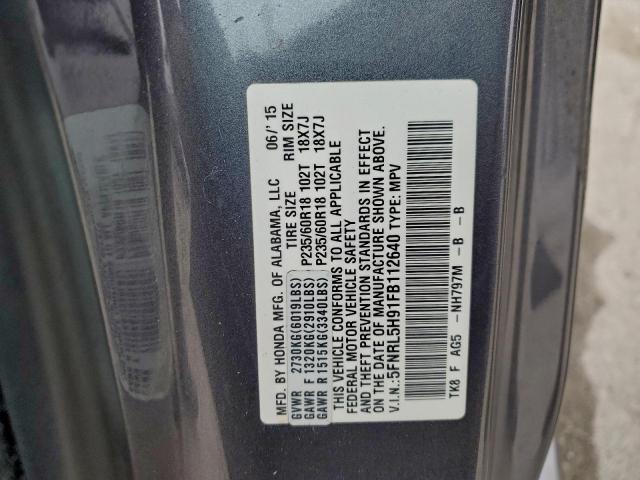 MFD. BY HONDA MFG. OF ALABAMA, LLC 06/'15
TIRE SIZE RIM SIZE
GVWR 2730KG(6019LBS)
GAWR F 1320KG(2910LBS) P235/60R18 102T 18X7J
GAWR R 1515KG(3340LBS) P235/60R18 102T 18X7J
THIS VEHICLE CONFORMS TO ALL APPLICABLE
FEDERAL MOTOR VEHICLE SAFETY
AND THEFT PREVENTION STANDARDS IN EFFECT
ON THE DATE OF MANUFACTURE SHOWN ABOVE.
V.I.N.:5FNRL5H91FB112640 TYPE: MPV
TK8 F AG5 -NH797M -B -B